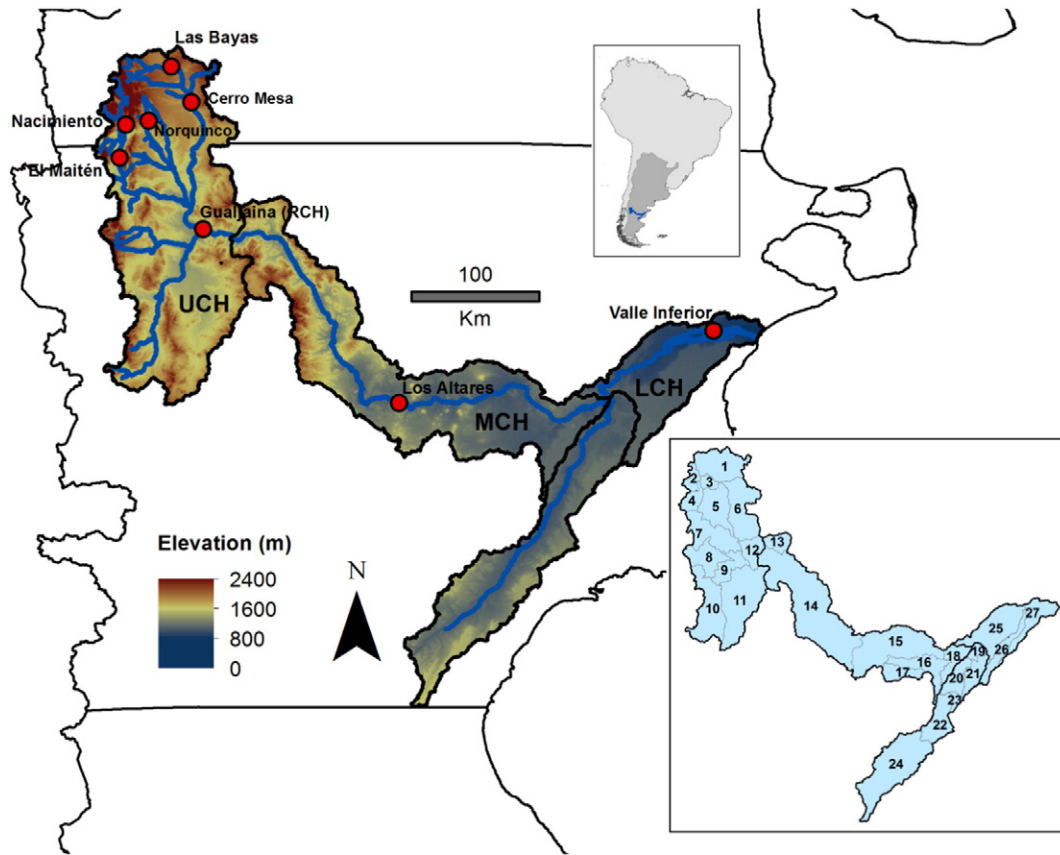 Las Bayas
Cerro Mesa
Nacimiento
Norquinco
El Maitén
Gualjaina (RCH)
UCH
100
Km
Valle Inferior
LCH
Los Altares
MCH
Elevation (m)
2400
1600
800
0
N
1
2
3
4
5
6
7
8
9
10
11
12
13
14
15
16
17
18
19
20
21
22
23
24
25
26
27